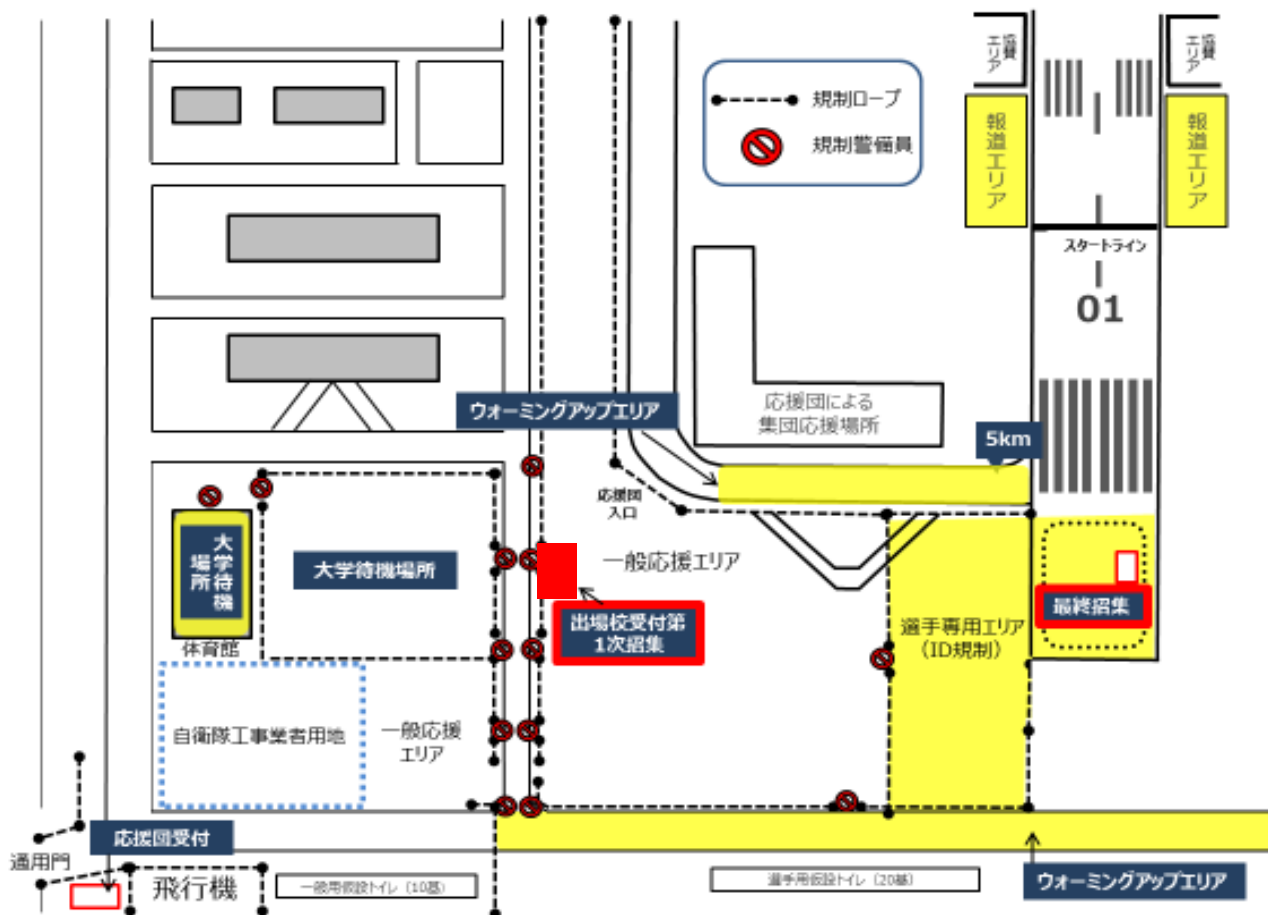 協賛
エリア
協賛
エリア
規制ロープ
規制警備員
報道エリア
報道エリア
スタートライン
01
ウォーミングアップエリア
応援団による
集団応援場所
5km
応援団
入口
大学待機
場所
大学待機場所
一般応援エリア
出場校受付第
1次招集
最終招集
選手専用エリア
（ID規制）
体育館
自衛隊工事業者用地
一般応援
エリア
応援団受付
通用門
飛行機
一般用仮設トイレ（10基）
選手用仮設トイレ（20基）
ウォーミングアップエリア